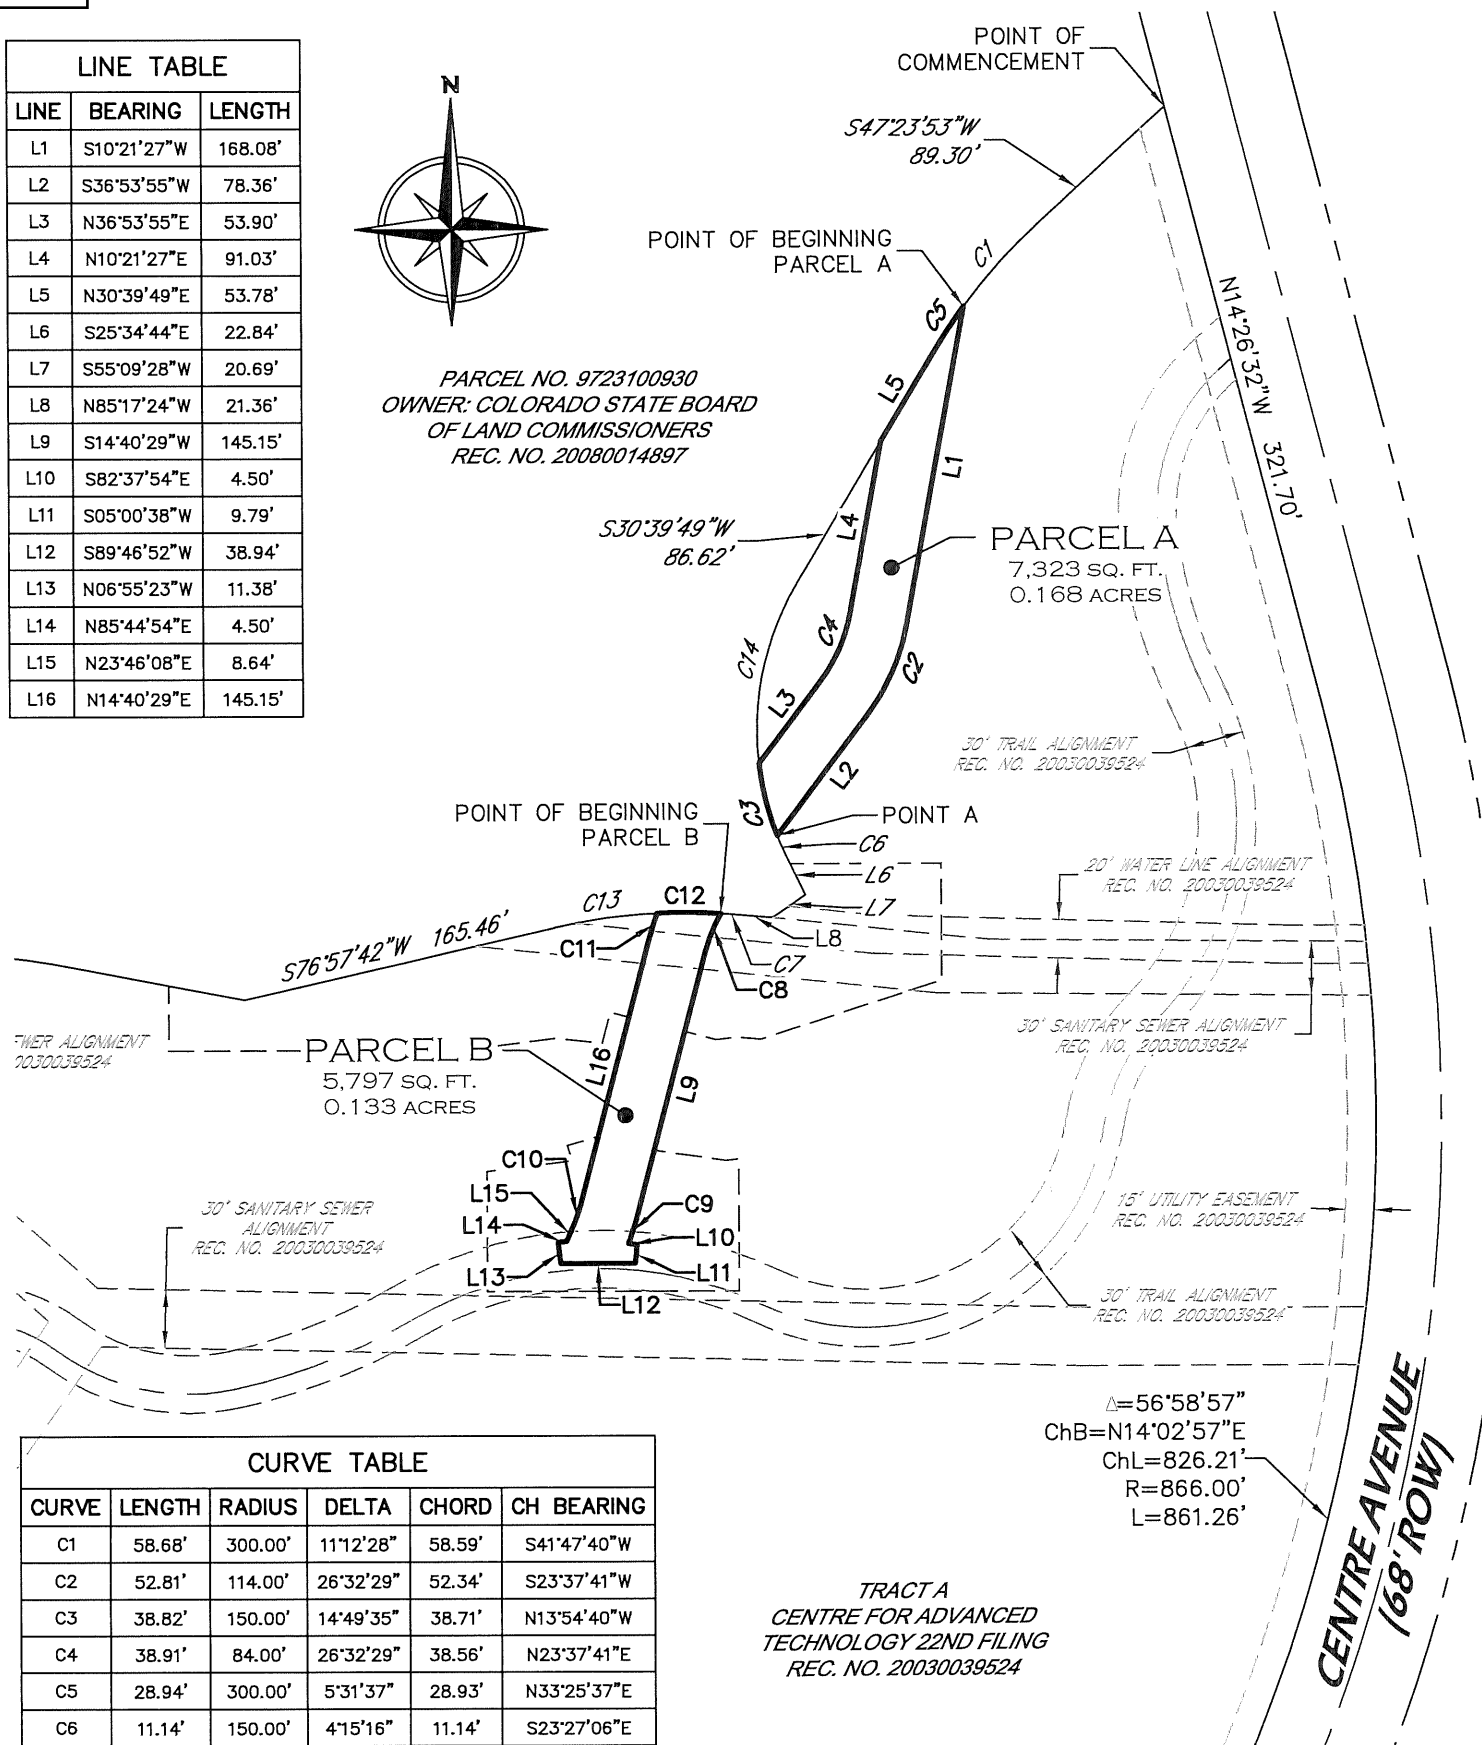 LINE TABLE
LINE BEARING LENGTH
L1 S10°21'27"W 168.08'
L2 S36°53'55"W 78.36'
L3 N36°53'55"E 53.90'
L4 N10°21'27"E 91.03'
L5 N30°39'49"E 53.78'
L6 S25°34'44"E 22.84'
L7 S55°09'28"W 20.69'
L8 N85°17'24"W 21.36'
L9 S14°40'29"W 145.15'
L10 S82°37'54"E 4.50'
L11 S05°00'38"W 9.79'
L12 S89°46'52"W 38.94'
L13 N06°55'23"W 11.38'
L14 N85°44'54"E 4.50'
L15 N23°46'08"E 8.64'
L16 N14°40'29"E 145.15'
N
POINT OF
COMMENCEMENT
S47°23'53"W
89.30'
C1
POINT OF BEGINNING
PARCEL A
C5
N14°26'32"W 321.70'
PARCEL NO. 9723100930
OWNER: COLORADO STATE BOARD
OF LAND COMMISSIONERS
REC. NO. 20080014897
L5
L1
L4
S30°39'49"W
86.62'
PARCEL A
7,323 SQ. FT.
0.168 ACRES
C4
C14
C2
L3
L2
30' TRAIL ALIGNMENT
REC. NO. 20030039524
C3
POINT A
POINT OF BEGINNING
PARCEL B
C6
L6
L7
20' WATER LINE ALIGNMENT
REC. NO. 20030039524
C12
C13
S76°57'42"W 165.46'
L8
C11
C7
C8
30' SANITARY SEWER ALIGNMENT
REC. NO. 20030039524
EWER ALIGNMENT
0030039524
PARCEL B
5,797 SQ. FT.
0.133 ACRES
L16
L9
C10
L15
L14
L13
C9
L10
L11
L12
30' SANITARY SEWER
ALIGNMENT
REC. NO. 20030039524
15' UTILITY EASEMENT
REC. NO. 20030039524
30' TRAIL ALIGNMENT
REC. NO. 20030039524
Δ=56°58'57"
ChB=N14°02'57"E
ChL=826.21'
R=866.00'
L=861.26'
CENTRE AVENUE
(68' ROW)
TRACT A
CENTRE FOR ADVANCED
TECHNOLOGY 22ND FILING
REC. NO. 20030039524
CURVE TABLE
CURVE LENGTH RADIUS DELTA CHORD CH BEARING
C1 58.68' 300.00' 11°12'28" 58.59' S41°47'40"W
C2 52.81' 114.00' 26°32'29" 52.34' S23°37'41"W
C3 38.82' 150.00' 14°49'35" 38.71' N13°54'40"W
C4 38.91' 84.00' 26°32'29" 38.56' N23°37'41"E
C5 28.94' 300.00' 5°31'37" 28.93' N33°25'37"E
C6 11.14' 150.00' 4°15'16" 11.14' S23°27'06"E